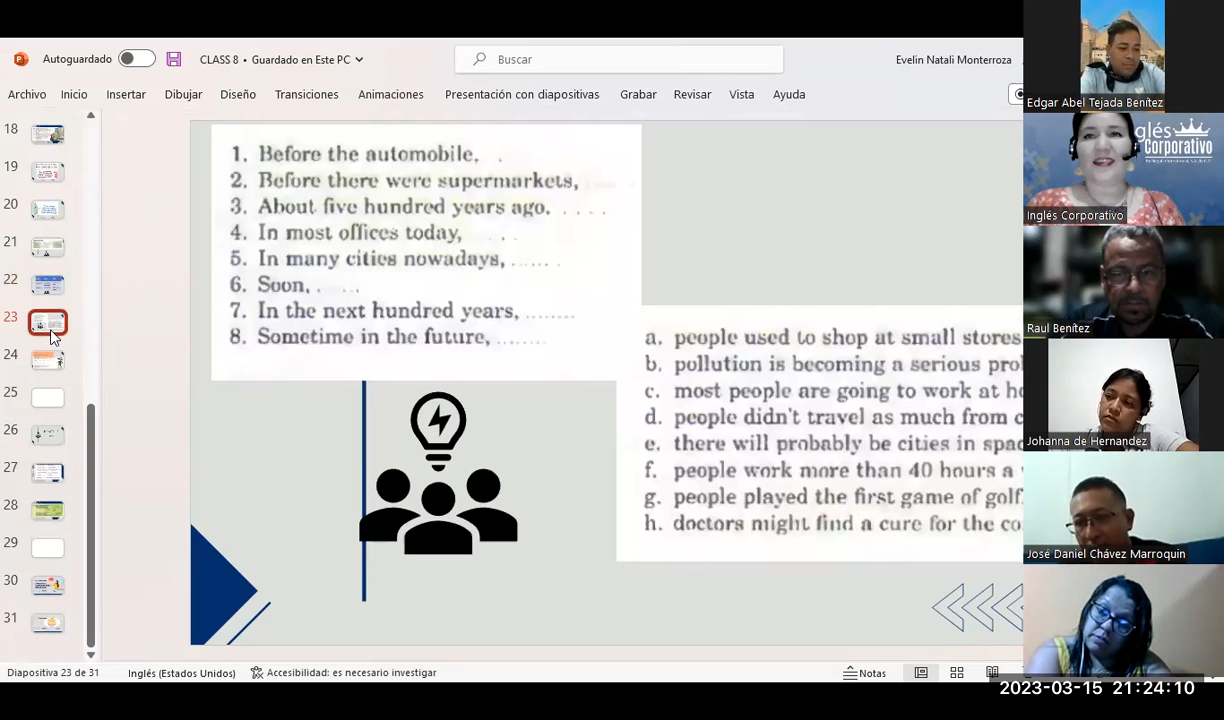 Autoguardado
CLASS 8 • Guardado en Este PC
Buscar
Evelin Natali Monterroza
Archivo Inicio Insertar Dibujar Diseño Transiciones Animaciones Presentación con diapositivas Grabar Revisar Vista Ayuda
18
19
20
21
22
23
24
25
26
27
28
29
30
31
1. Before the automobile, .
2. Before there were supermarkets,
3. About five hundred years ago, . . . . .
4. In most offices today, . . .
5. In many cities nowadays, ......
6. Soon, . ....
7. In the next hundred years, ........
8. Sometime in the future, ........
a. people used to shop at small stores
b. pollution is becoming a serious pro
c. most people are going to work at h
d. people didn't travel as much from c
e. there will probably be cities in spac
f. people work more than 40 hours a
g. people played the first game of golf
h. doctors might find a cure for the co
Diapositiva 23 de 31
Inglés (Estados Unidos)
Accesibilidad: es necesario investigar
Notas
Edgar Abel Tejada Benítez
glés
Corporativo
Inglés Corporativo
Raul Benítez
Johanna de Hernandez
José Daniel Chávez Marroquin
2023-03-15 21:24:10